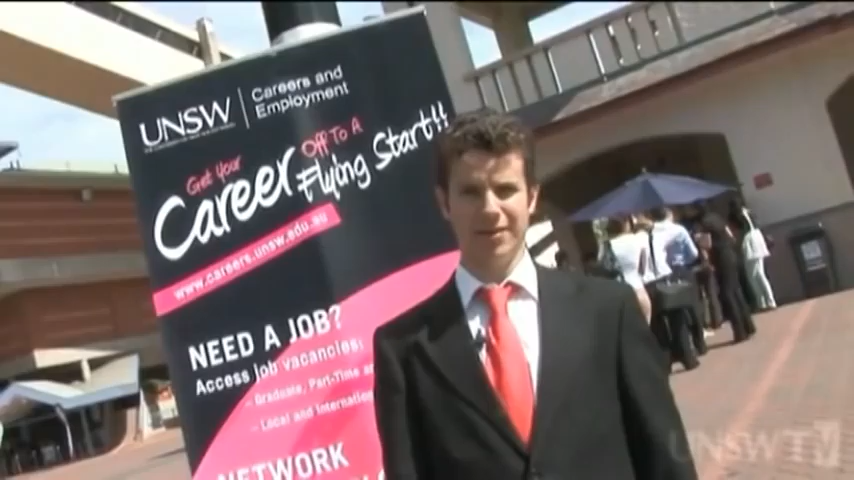 UNSW
Careers and
Employment
Get Your
Career
Off To A
Flying Start!!
www.careers.unsw.edu.au
NEED A JOB?
Access job vacancies:
- Graduate, Part-Time
- Local and
NETWORK
UNSWTV